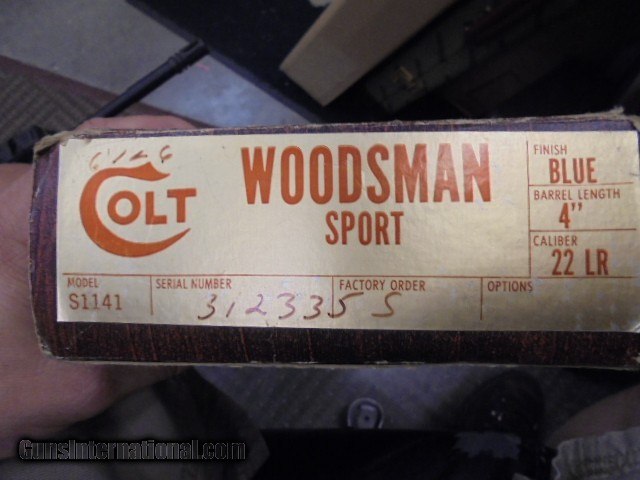 COLT
WOODSMAN
SPORT
FINISH
BLUE
BARREL LENGTH
4"
CALIBER
22 LR
MODEL
S1141
SERIAL NUMBER
312335 S
FACTORY ORDER
OPTIONS
GunsInternational.com